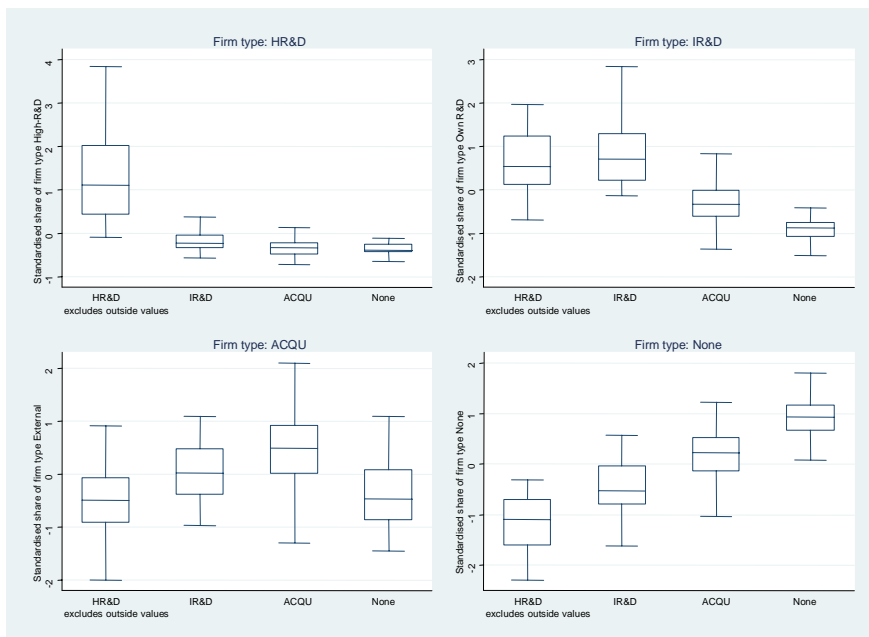 Firm type: HR&D
Standardised share of firm type High-R&D
4
3
2
1
0
-1
HR&D IR&D ACQU None
excludes outside values
Firm type: IR&D
Standardised share of firm type Own R&D
3
2
1
0
-1
-2
HR&D IR&D ACQU None
excludes outside values
Firm type: ACQU
Standardised share of firm type External
2
1
0
-1
-2
HR&D IR&D ACQU None
excludes outside values
Firm type: None
Standardised share of firm type None
2
1
0
-1
-2
HR&D IR&D ACQU None
excludes outside values